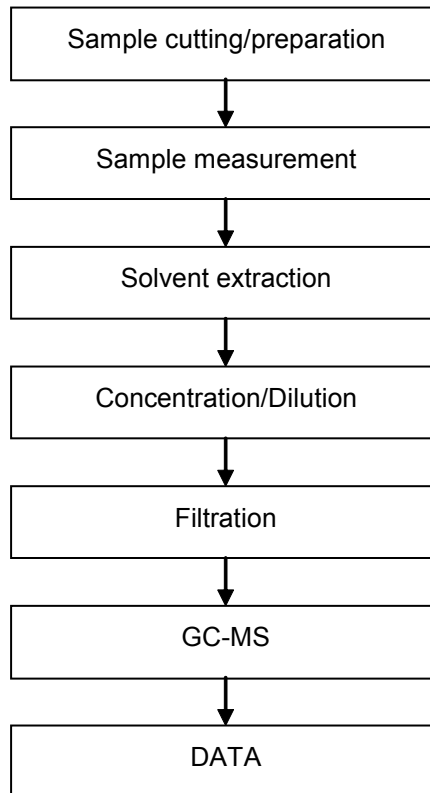 Sample cutting/preparation
Sample measurement
Solvent extraction
Concentration/Dilution
Filtration
GC-MS
DATA